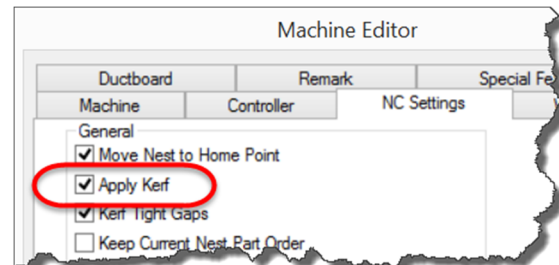 Machine Editor
Ductboard Remark Special Fe
Machine Controller NC Settings
General
Move Nest to Home Point
Apply Kerf
Kerf Tight Gaps
Keep Current Nest Part Order